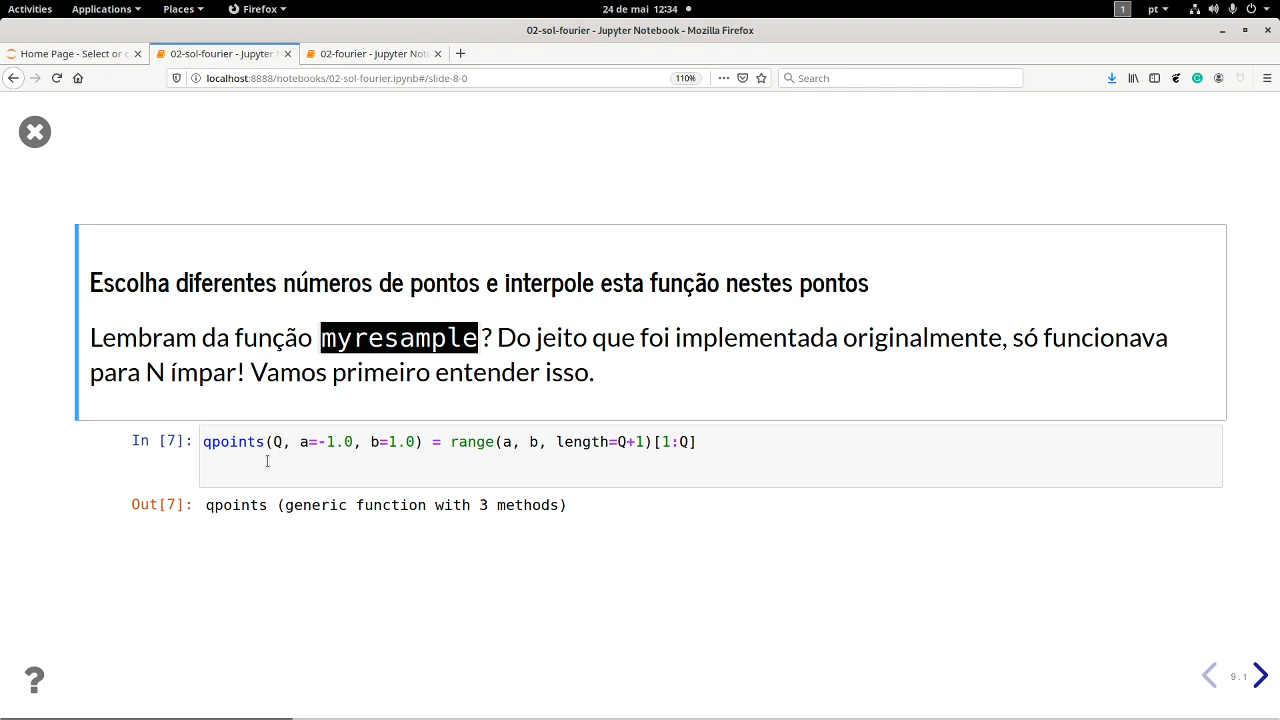 Activities Applications Places Firefox 24 de mai 12:34 1 pt
02-sol-fourier - Jupyter Notebook - Mozilla Firefox
Home Page - Select or c 02-sol-fourier - Jupyter 02-fourier - Jupyter Note
localhost:8888/notebooks/02-sol-fourier.ipynb#/slide-8-0 110% Search
Escolha diferentes números de pontos e interpole esta função nestes pontos
Lembram da função myresample? Do jeito que foi implementada originalmente, só funcionava
para N ímpar! Vamos primeiro entender isso.
In [7]: qpoints(Q, a=-1.0, b=1.0) = range(a, b, length=Q+1)[1:Q]
Out[7]: qpoints (generic function with 3 methods)
? 9.1